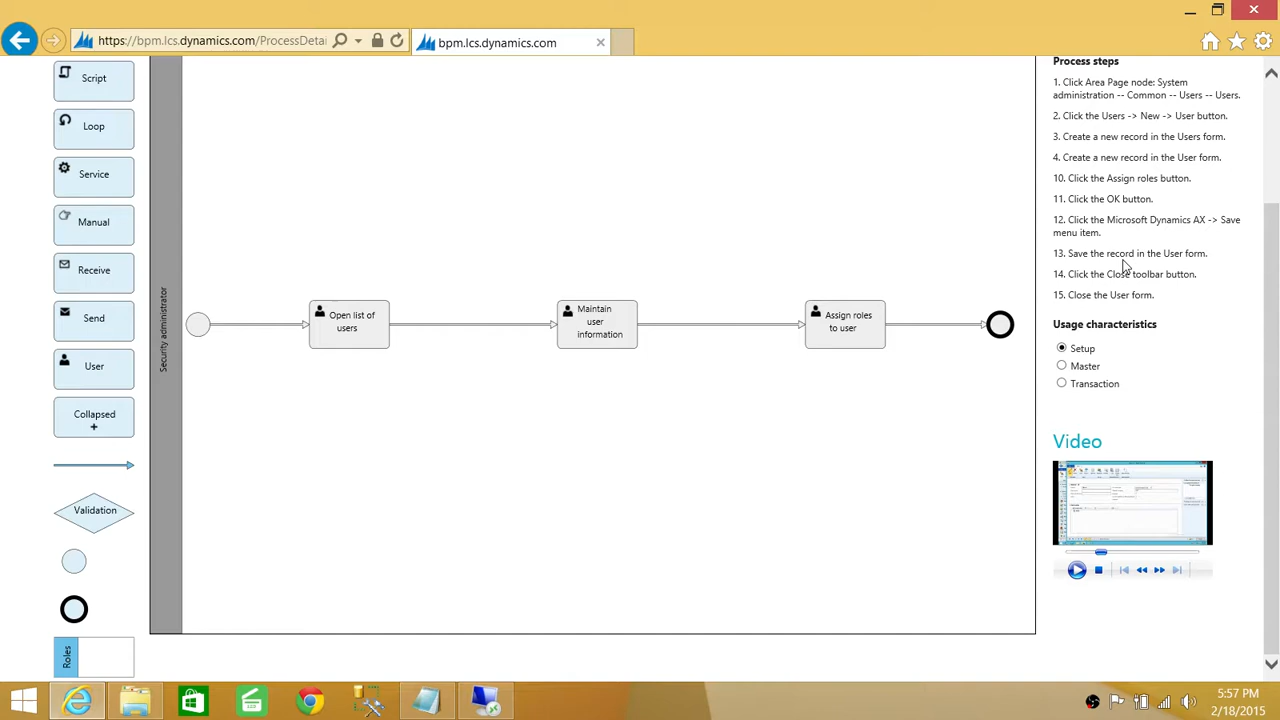 https://bpm.lcs.dynamics.com/ProcessDetai
bpm.lcs.dynamics.com
Script
Loop
Service
Manual
Receive
Send
User
Collapsed
+
Validation
Roles
Security administrator
Open list of
users
Maintain
user
information
Assign roles
to user
Process steps
1. Click Area Page node: System
administration -- Common -- Users -- Users.
2. Click the Users -> New -> User button.
3. Create a new record in the Users form.
4. Create a new record in the User form.
10. Click the Assign roles button.
11. Click the OK button.
12. Click the Microsoft Dynamics AX -> Save
menu item.
13. Save the record in the User form.
14. Click the Close toolbar button.
15. Close the User form.
Usage characteristics
Setup
Master
Transaction
Video
5:57 PM
2/18/2015